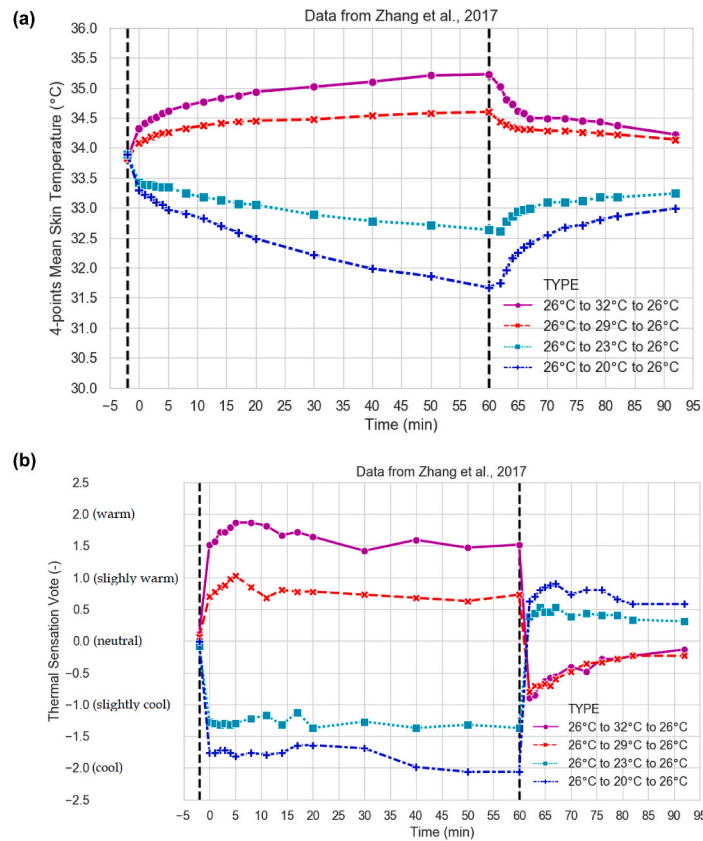 (a)
Data from Zhang et al., 2017
4-points Mean Skin Temperature (°C)
36.0
35.5
35.0
34.5
34.0
33.5
33.0
32.5
32.0
31.5
31.0
30.5
30.0
TYPE
26°C to 32°C to 26°C
26°C to 29°C to 26°C
26°C to 23°C to 26°C
26°C to 20°C to 26°C
−5 0 5 10 15 20 25 30 35 40 45 50 55 60 65 70 75 80 85 90 95
Time (min)
(b)
Data from Zhang et al., 2017
Thermal Sensation Vote (-)
2.5
2.0 (warm)
1.5
1.0 (slighly warm)
0.5
0.0 (neutral)
−0.5
−1.0 (slightly cool)
−1.5
−2.0 (cool)
−2.5
TYPE
26°C to 32°C to 26°C
26°C to 29°C to 26°C
26°C to 23°C to 26°C
26°C to 20°C to 26°C
−5 0 5 10 15 20 25 30 35 40 45 50 55 60 65 70 75 80 85 90 95
Time (min)